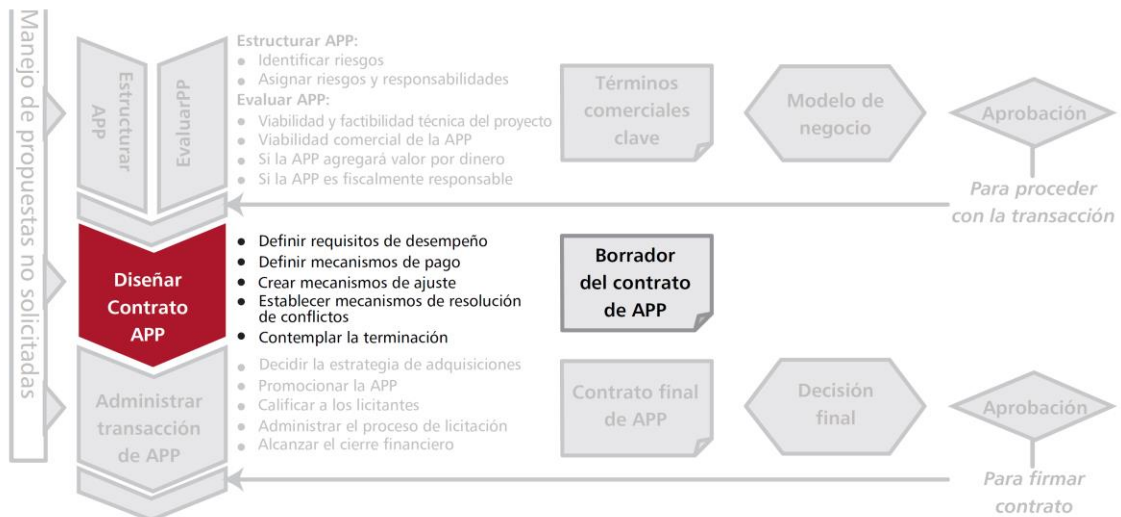 Manejo de propuestas no solicitadas
Estructurar
APP
EvaluarPP
Estructurar APP:
● Identificar riesgos
● Asignar riesgos y responsabilidades
Evaluar APP:
● Viabilidad y factibilidad técnica del proyecto
● Viabilidad comercial de la APP
● Si la APP agregará valor por dinero
● Si la APP es fiscalmente responsable
Términos
comerciales
clave
Modelo de
negocio
Aprobación
Para proceder
con la transacción
Diseñar
Contrato
APP
● Definir requisitos de desempeño
● Definir mecanismos de pago
● Crear mecanismos de ajuste
● Establecer mecanismos de resolución
de conflictos
● Contemplar la terminación
Borrador
del contrato
de APP
Administrar
transacción
de APP
● Decidir la estrategia de adquisiciones
● Promocionar la APP
● Calificar a los licitantes
● Administrar el proceso de licitación
● Alcanzar el cierre financiero
Contrato final
de APP
Decisión
final
Aprobación
Para firmar
contrato